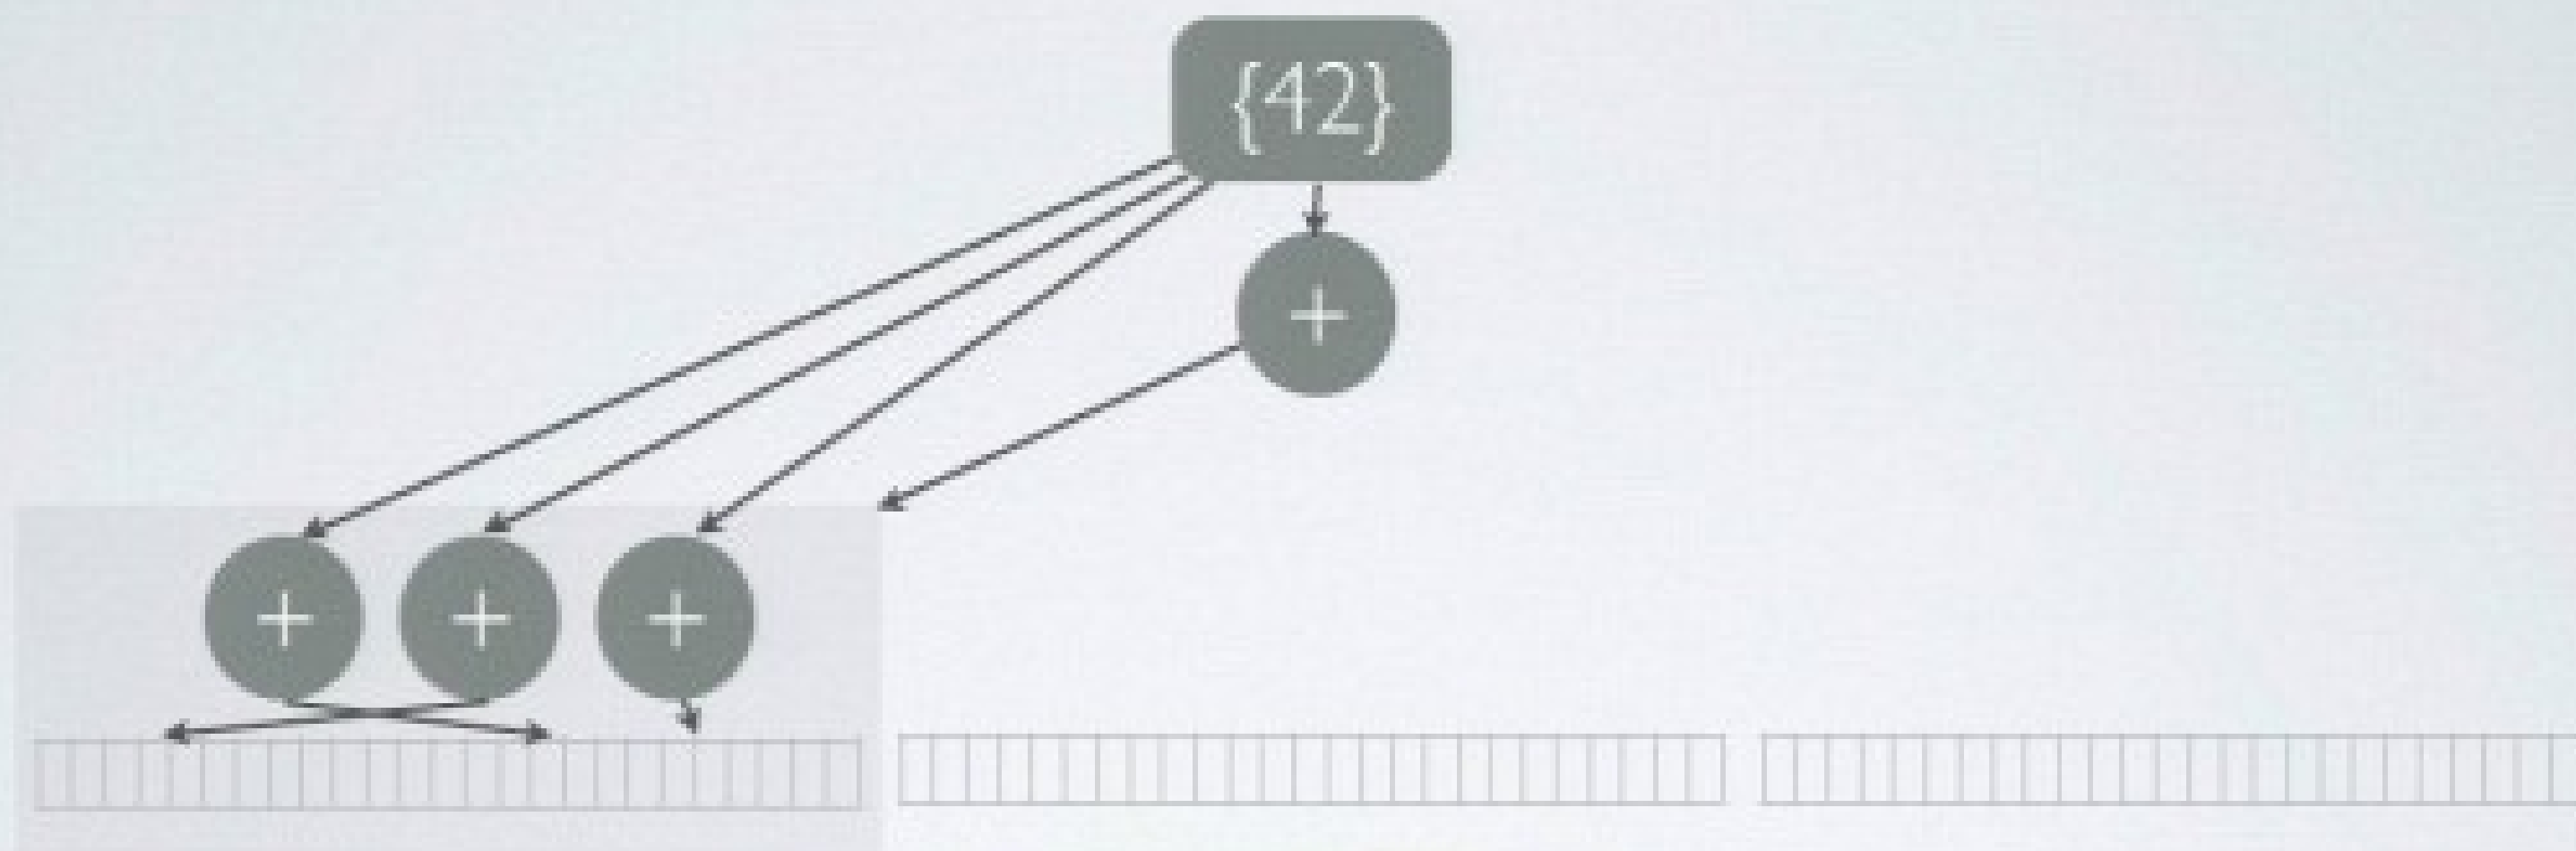 {42}
+
+ + +